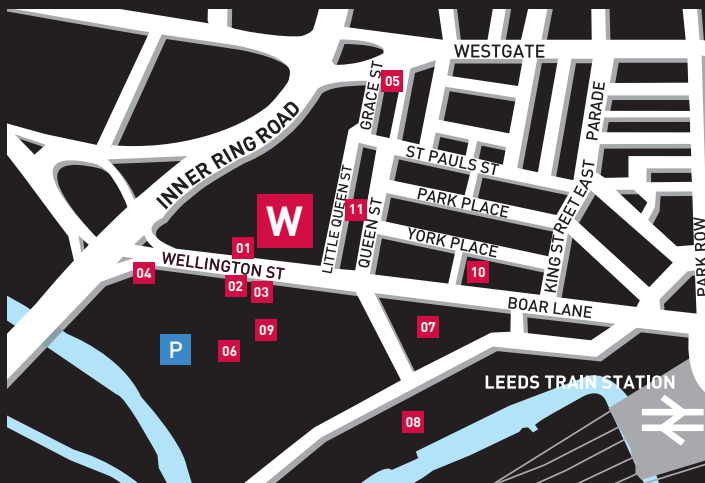 WESTGATE
05
GRACE ST
PARADE
INNER RING ROAD
ST PAULS ST
LITTLE QUEEN ST
11
QUEEN ST
PARK PLACE
KING STREET EAST
W
YORK PLACE
PARK ROW
01
WELLINGTON ST
04
02
03
10
BOAR LANE
09
07
P
06
LEEDS TRAIN STATION
08